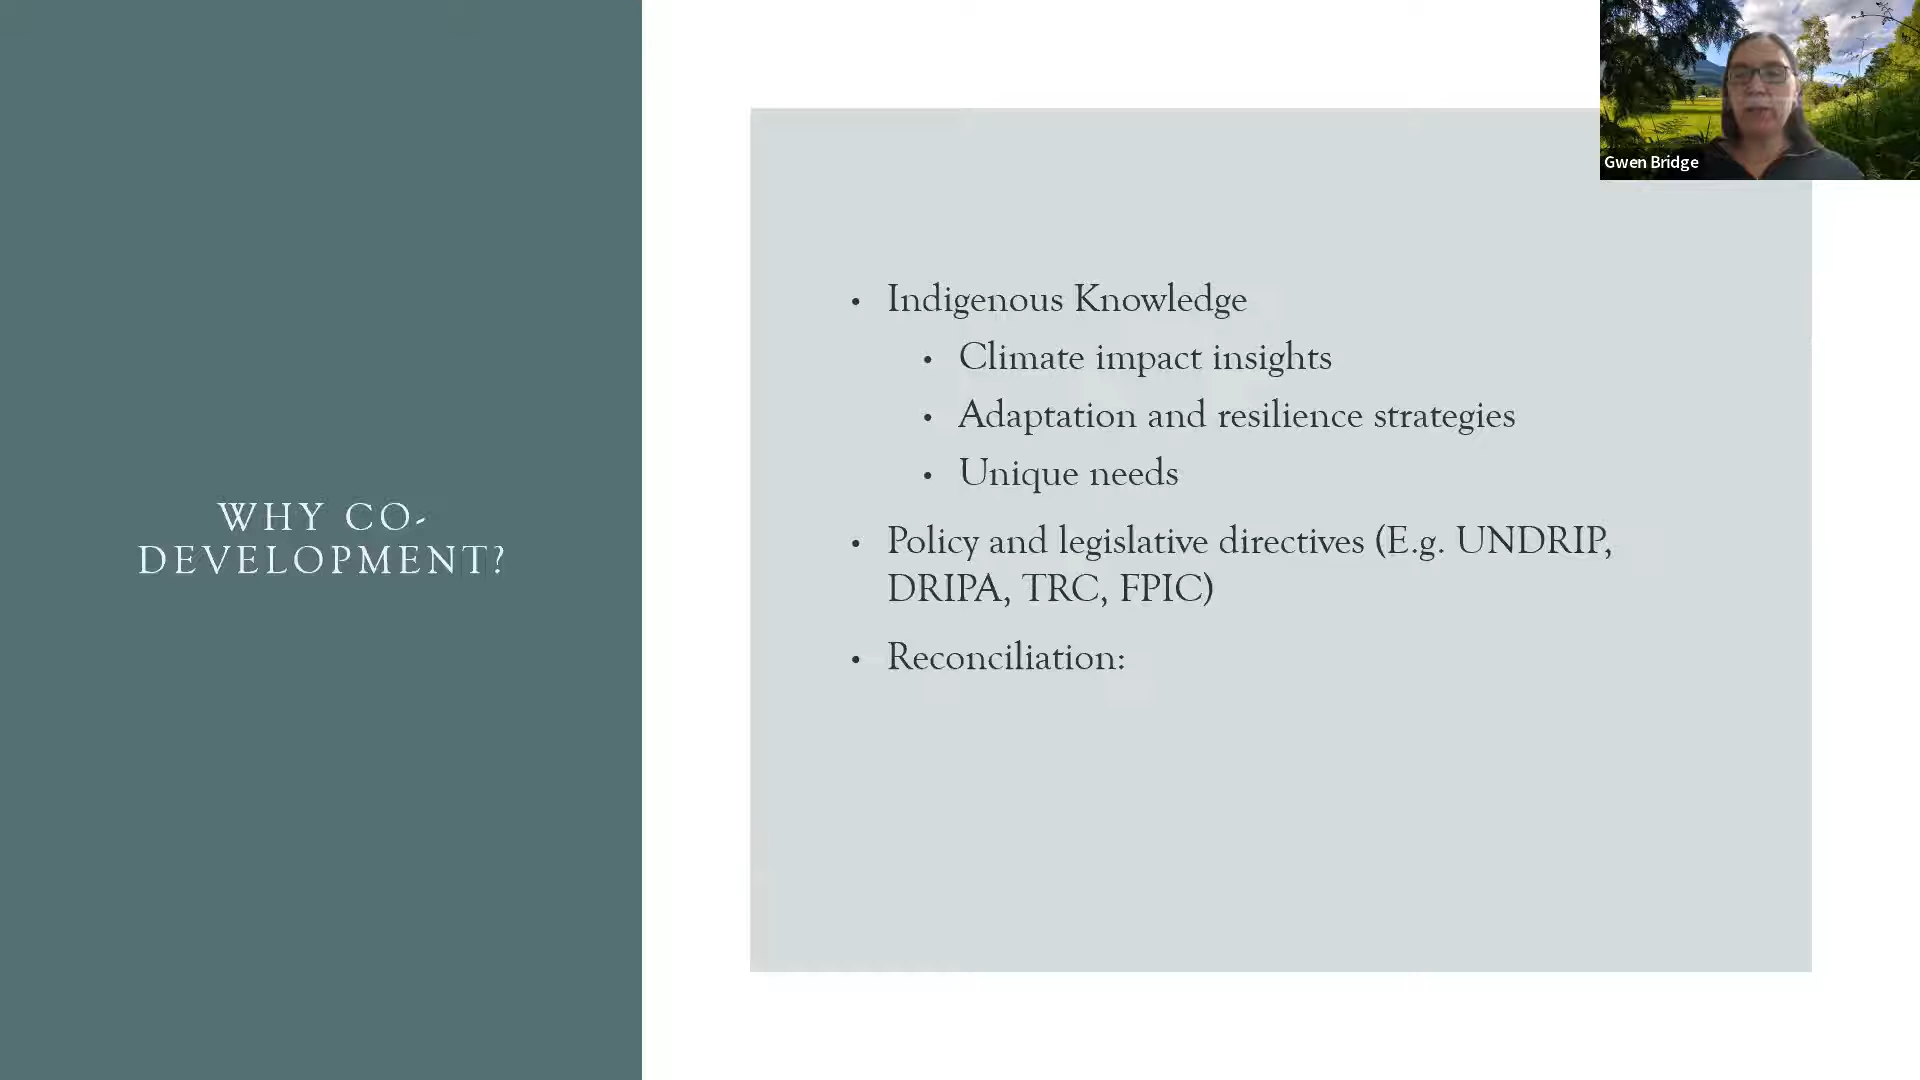 WHY CO-
DEVELOPMENT?
• Indigenous Knowledge
• Climate impact insights
• Adaptation and resilience strategies
• Unique needs
• Policy and legislative directives (E.g. UNDRIP,
DRIPA, TRC, FPIC)
• Reconciliation:
Gwen Bridge